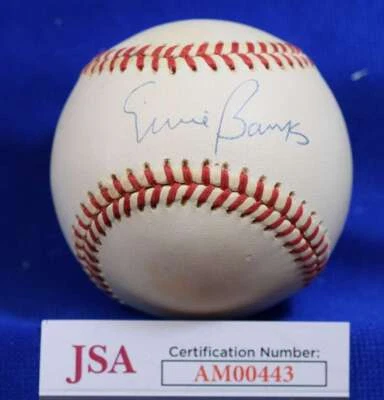 Ernie Banks
JSA
Certification Number:
AM00443